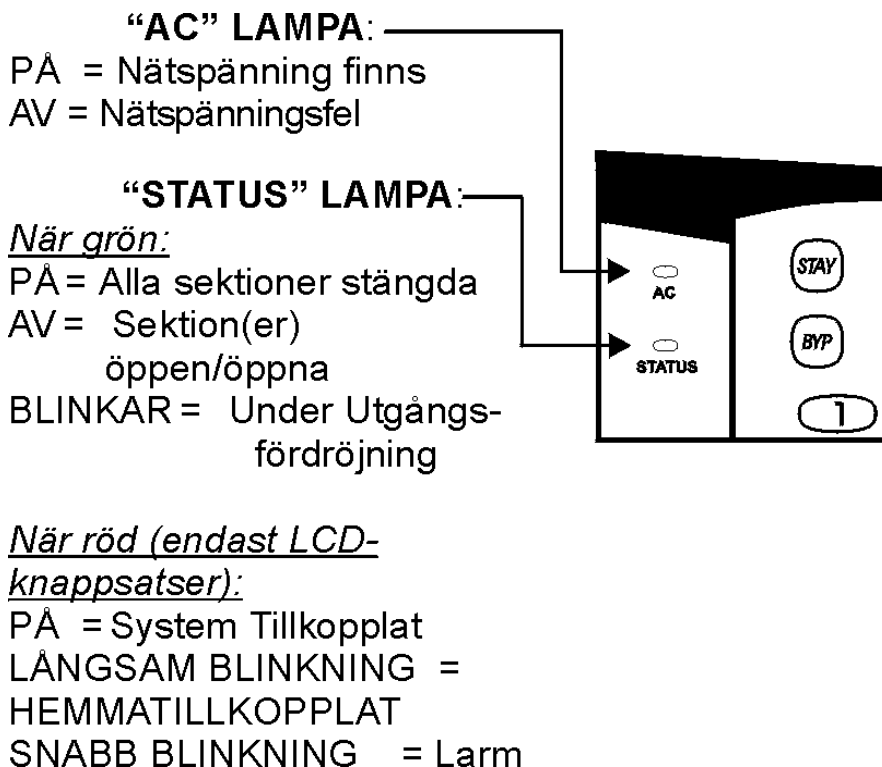 “AC” LAMPA:
PÅ = Nätspänning finns
AV = Nätspänningsfel
“STATUS” LAMPA:
När grön:
PÅ = Alla sektioner stängda
AV = Sektion(er)
öppen/öppna
BLINKAR = Under Utgångs-
fördröjning
När röd (endast LCD-
knappsatser):
PÅ = System Tillkopplat
LÅNGSAM BLINKNING =
HEMMATILLKOPPLAT
SNABB BLINKNING = Larm
AC
STATUS
STAY
BYP
1